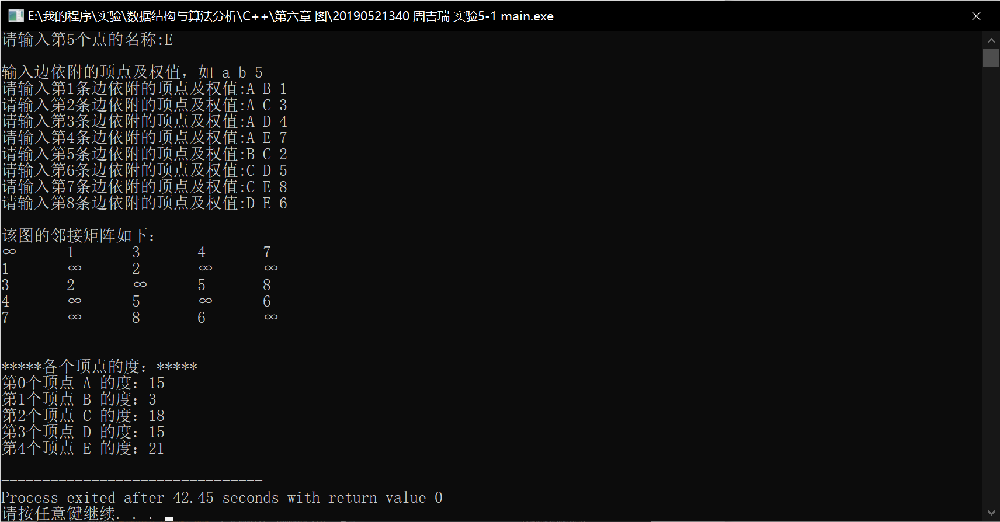 E:\我的程序\实验\数据结构与算法分析\C++\第六章 图\20190521340 周吉瑞 实验5-1 main.exe
请输入第5个点的名称:E
输入边依附的顶点及权值，如 a b 5
请输入第1条边依附的顶点及权值:A B 1
请输入第2条边依附的顶点及权值:A C 3
请输入第3条边依附的顶点及权值:A D 4
请输入第4条边依附的顶点及权值:A E 7
请输入第5条边依附的顶点及权值:B C 2
请输入第6条边依附的顶点及权值:C D 5
请输入第7条边依附的顶点及权值:C E 8
请输入第8条边依附的顶点及权值:D E 6
该图的邻接矩阵如下：
∞ 1 3 4 7
1 ∞ 2 ∞ ∞
3 2 ∞ 5 8
4 ∞ 5 ∞ 6
7 ∞ 8 6 ∞
*****各个顶点的度：*****
第0个顶点 A 的度：15
第1个顶点 B 的度：3
第2个顶点 C 的度：18
第3个顶点 D 的度：15
第4个顶点 E 的度：21
--------------------------------
Process exited after 42.45 seconds with return value 0
请按任意键继续. . .